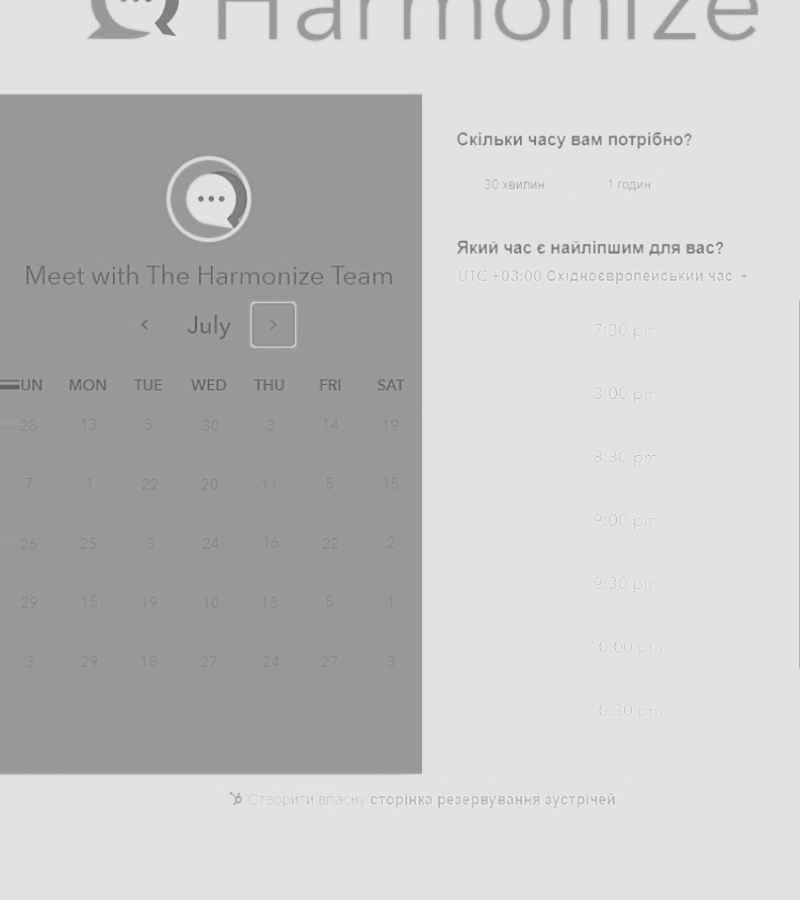 Harmonize
Meet with The Harmonize Team
July
UN MON TUE WED THU FRI SAT
28 13 5 30 3 14 19
7 1 22 20 11 5 15
26 25 3 24 16 22 2
29 15 19 10 18 5 1
3 29 18 27 24 27 3
Скільки часу вам потрібно?
30 хвилин 1 годин
Який час є найліпшим для вас?
UTC +03:00 Східноєвропейський час
7:30 pm
8:00 pm
8:30 pm
9:00 pm
9:30 pm
10:00 pm
10:30 pm
Створити власну сторінка резервування зустрічей